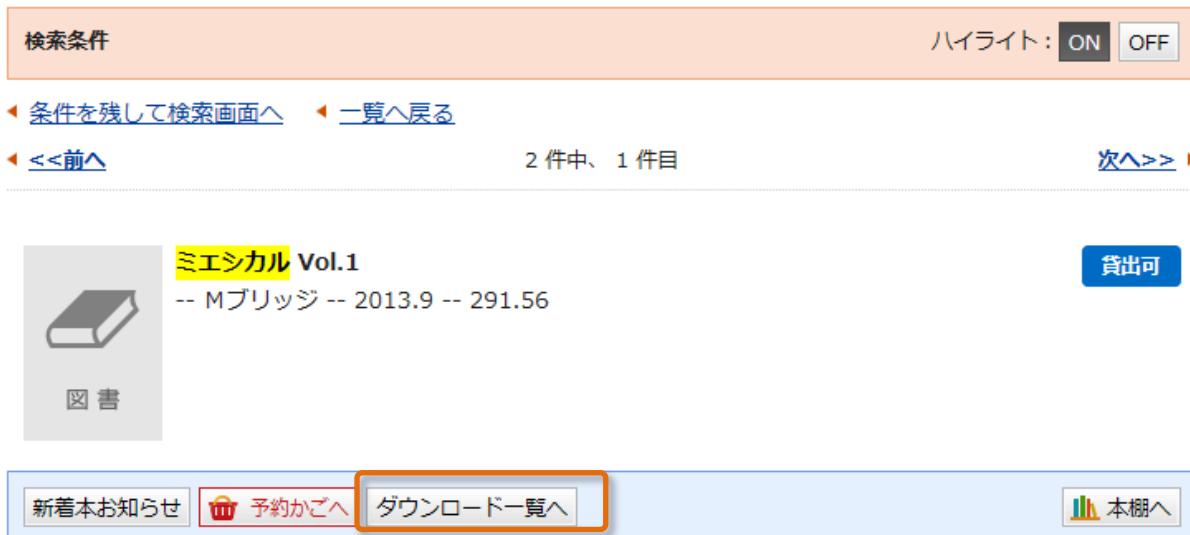 検索条件 ハイライト： ON OFF
条件を残して検索画面へ 一覧へ戻る
<<前へ 2 件中、 1 件目 次へ>>
ミエシカル Vol.1 貸出可
-- Mブリッジ -- 2013.9 -- 291.56
図書
新着本お知らせ 予約かごへ ダウンロード一覧へ 本棚へ